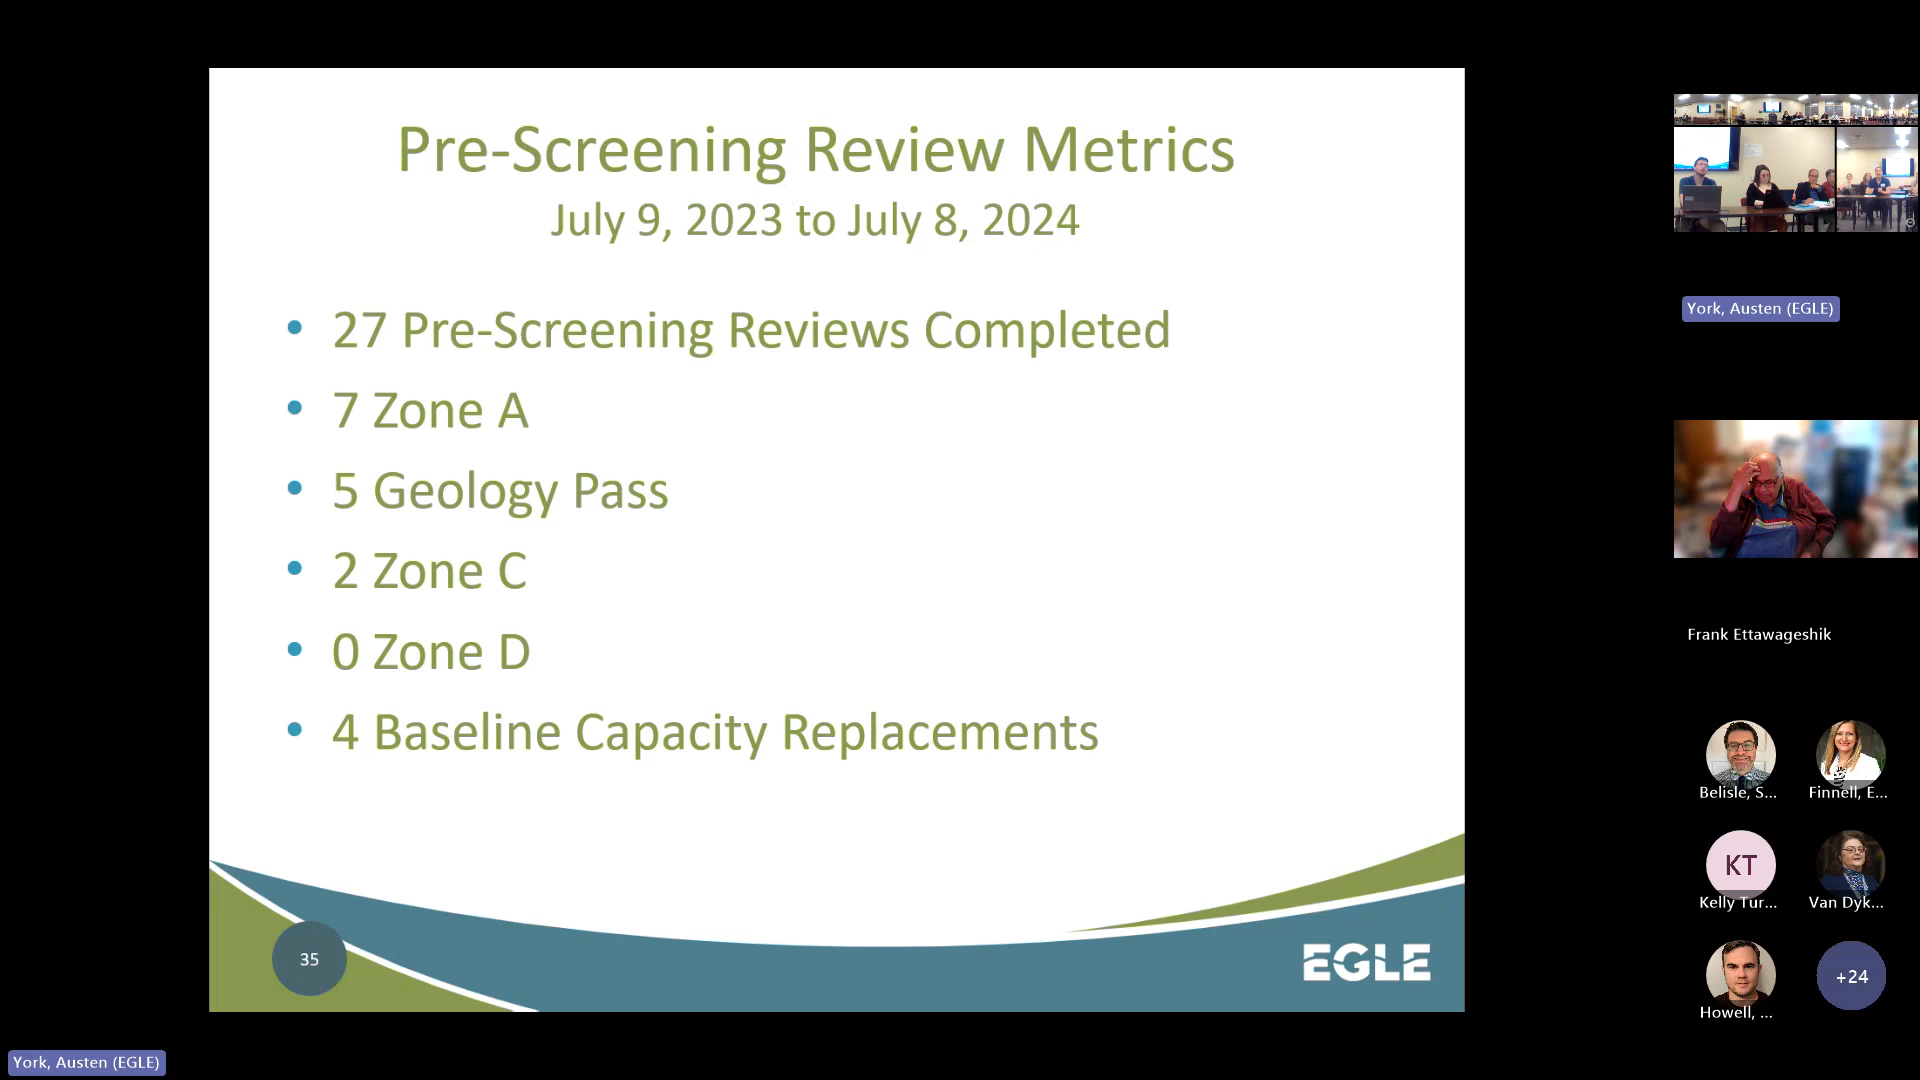 Pre-Screening Review Metrics
July 9, 2023 to July 8, 2024
• 27 Pre-Screening Reviews Completed
• 7 Zone A
• 5 Geology Pass
• 2 Zone C
• 0 Zone D
• 4 Baseline Capacity Replacements
35
EGLE
York, Austen (EGLE)
York, Austen (EGLE)
Frank Ettawageshik
Belisle, S...
Finnell, E...
KT
Kelly Tur...
Van Dyk...
Howell, ...
+24